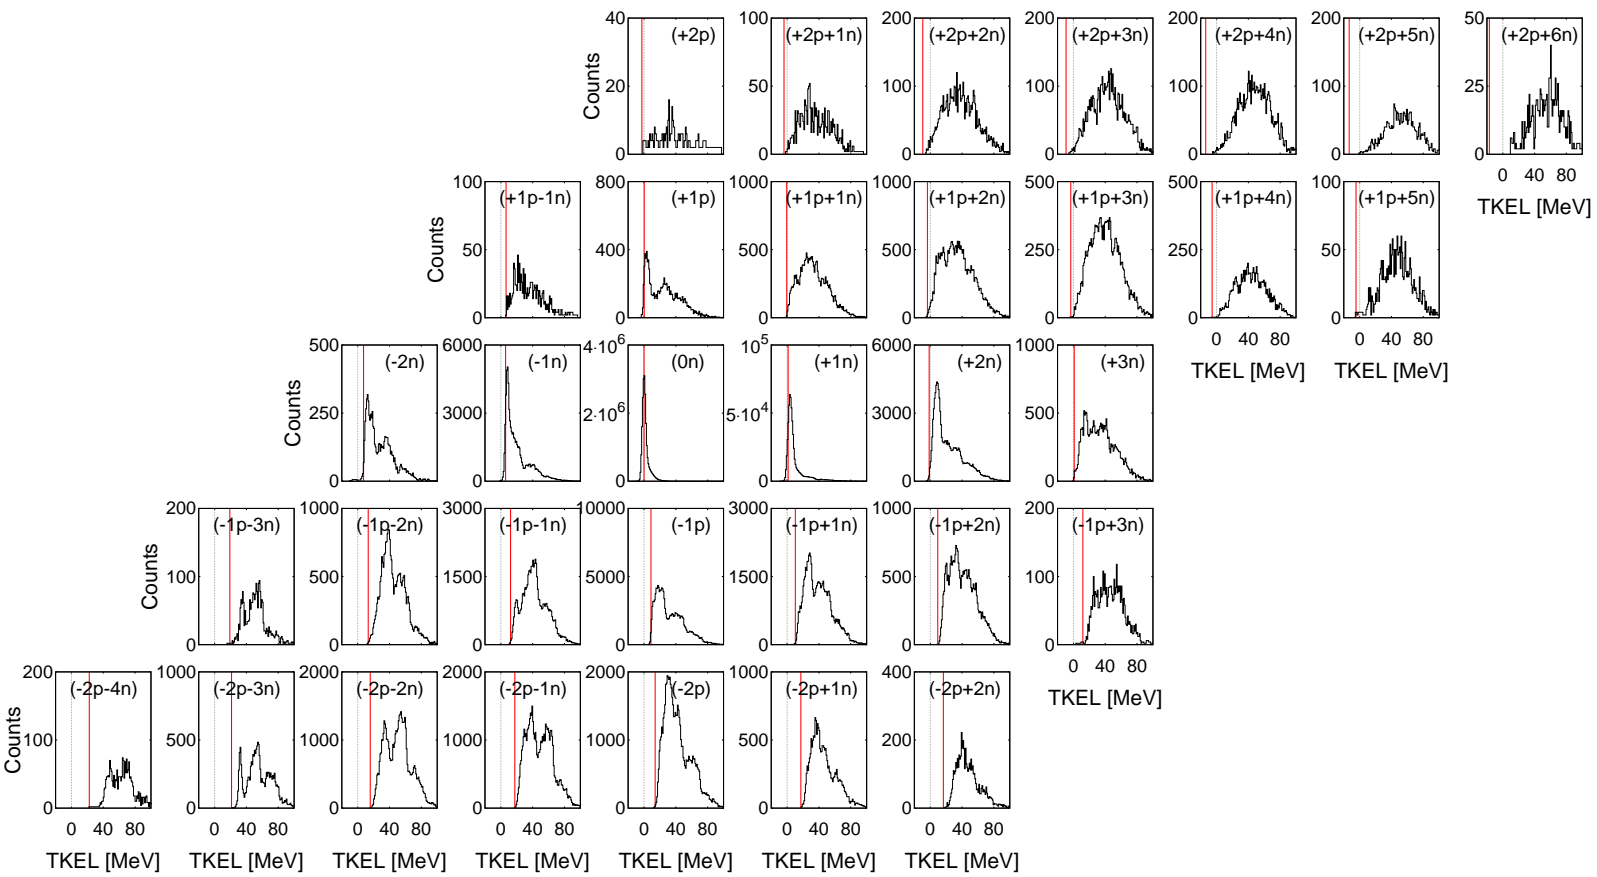 40 100 200 200 200 200 50
(+2p) (+2p+1n) (+2p+2n) (+2p+3n) (+2p+4n) (+2p+5n) (+2p+6n)
Counts
20 50 100 100 100 100 25
0 0 0 0 0 0 0
0 40 80
TKEL [MeV]
100 800 1000 1000 500 500 100
(+1p-1n) (+1p) (+1p+1n) (+1p+2n) (+1p+3n) (+1p+4n) (+1p+5n)
Counts
50 400 500 500 250 250 50
0 0 0 0 0 0 0
0 40 80 0 40 80
TKEL [MeV] TKEL [MeV]
500 6000 4·10⁶ 10⁵ 6000 1000
(-2n) (-1n) (0n) (+1n) (+2n) (+3n)
Counts
250 3000 2·10⁶ 5·10⁴ 3000 500
0 0 0 0 0 0
200 1000 3000 10000 3000 1000 200
(-1p-3n) (-1p-2n) (-1p-1n) (-1p) (-1p+1n) (-1p+2n) (-1p+3n)
Counts
100 500 1500 5000 1500 500 100
0 0 0 0 0 0 0
0 40 80
TKEL [MeV]
200 1000 2000 2000 2000 1000 400
(-2p-4n) (-2p-3n) (-2p-2n) (-2p-1n) (-2p) (-2p+1n) (-2p+2n)
Counts
100 500 1000 1000 1000 500 200
0 0 0 0 0 0 0
0 40 80 0 40 80 0 40 80 0 40 80 0 40 80 0 40 80 0 40 80
TKEL [MeV] TKEL [MeV] TKEL [MeV] TKEL [MeV] TKEL [MeV] TKEL [MeV] TKEL [MeV]